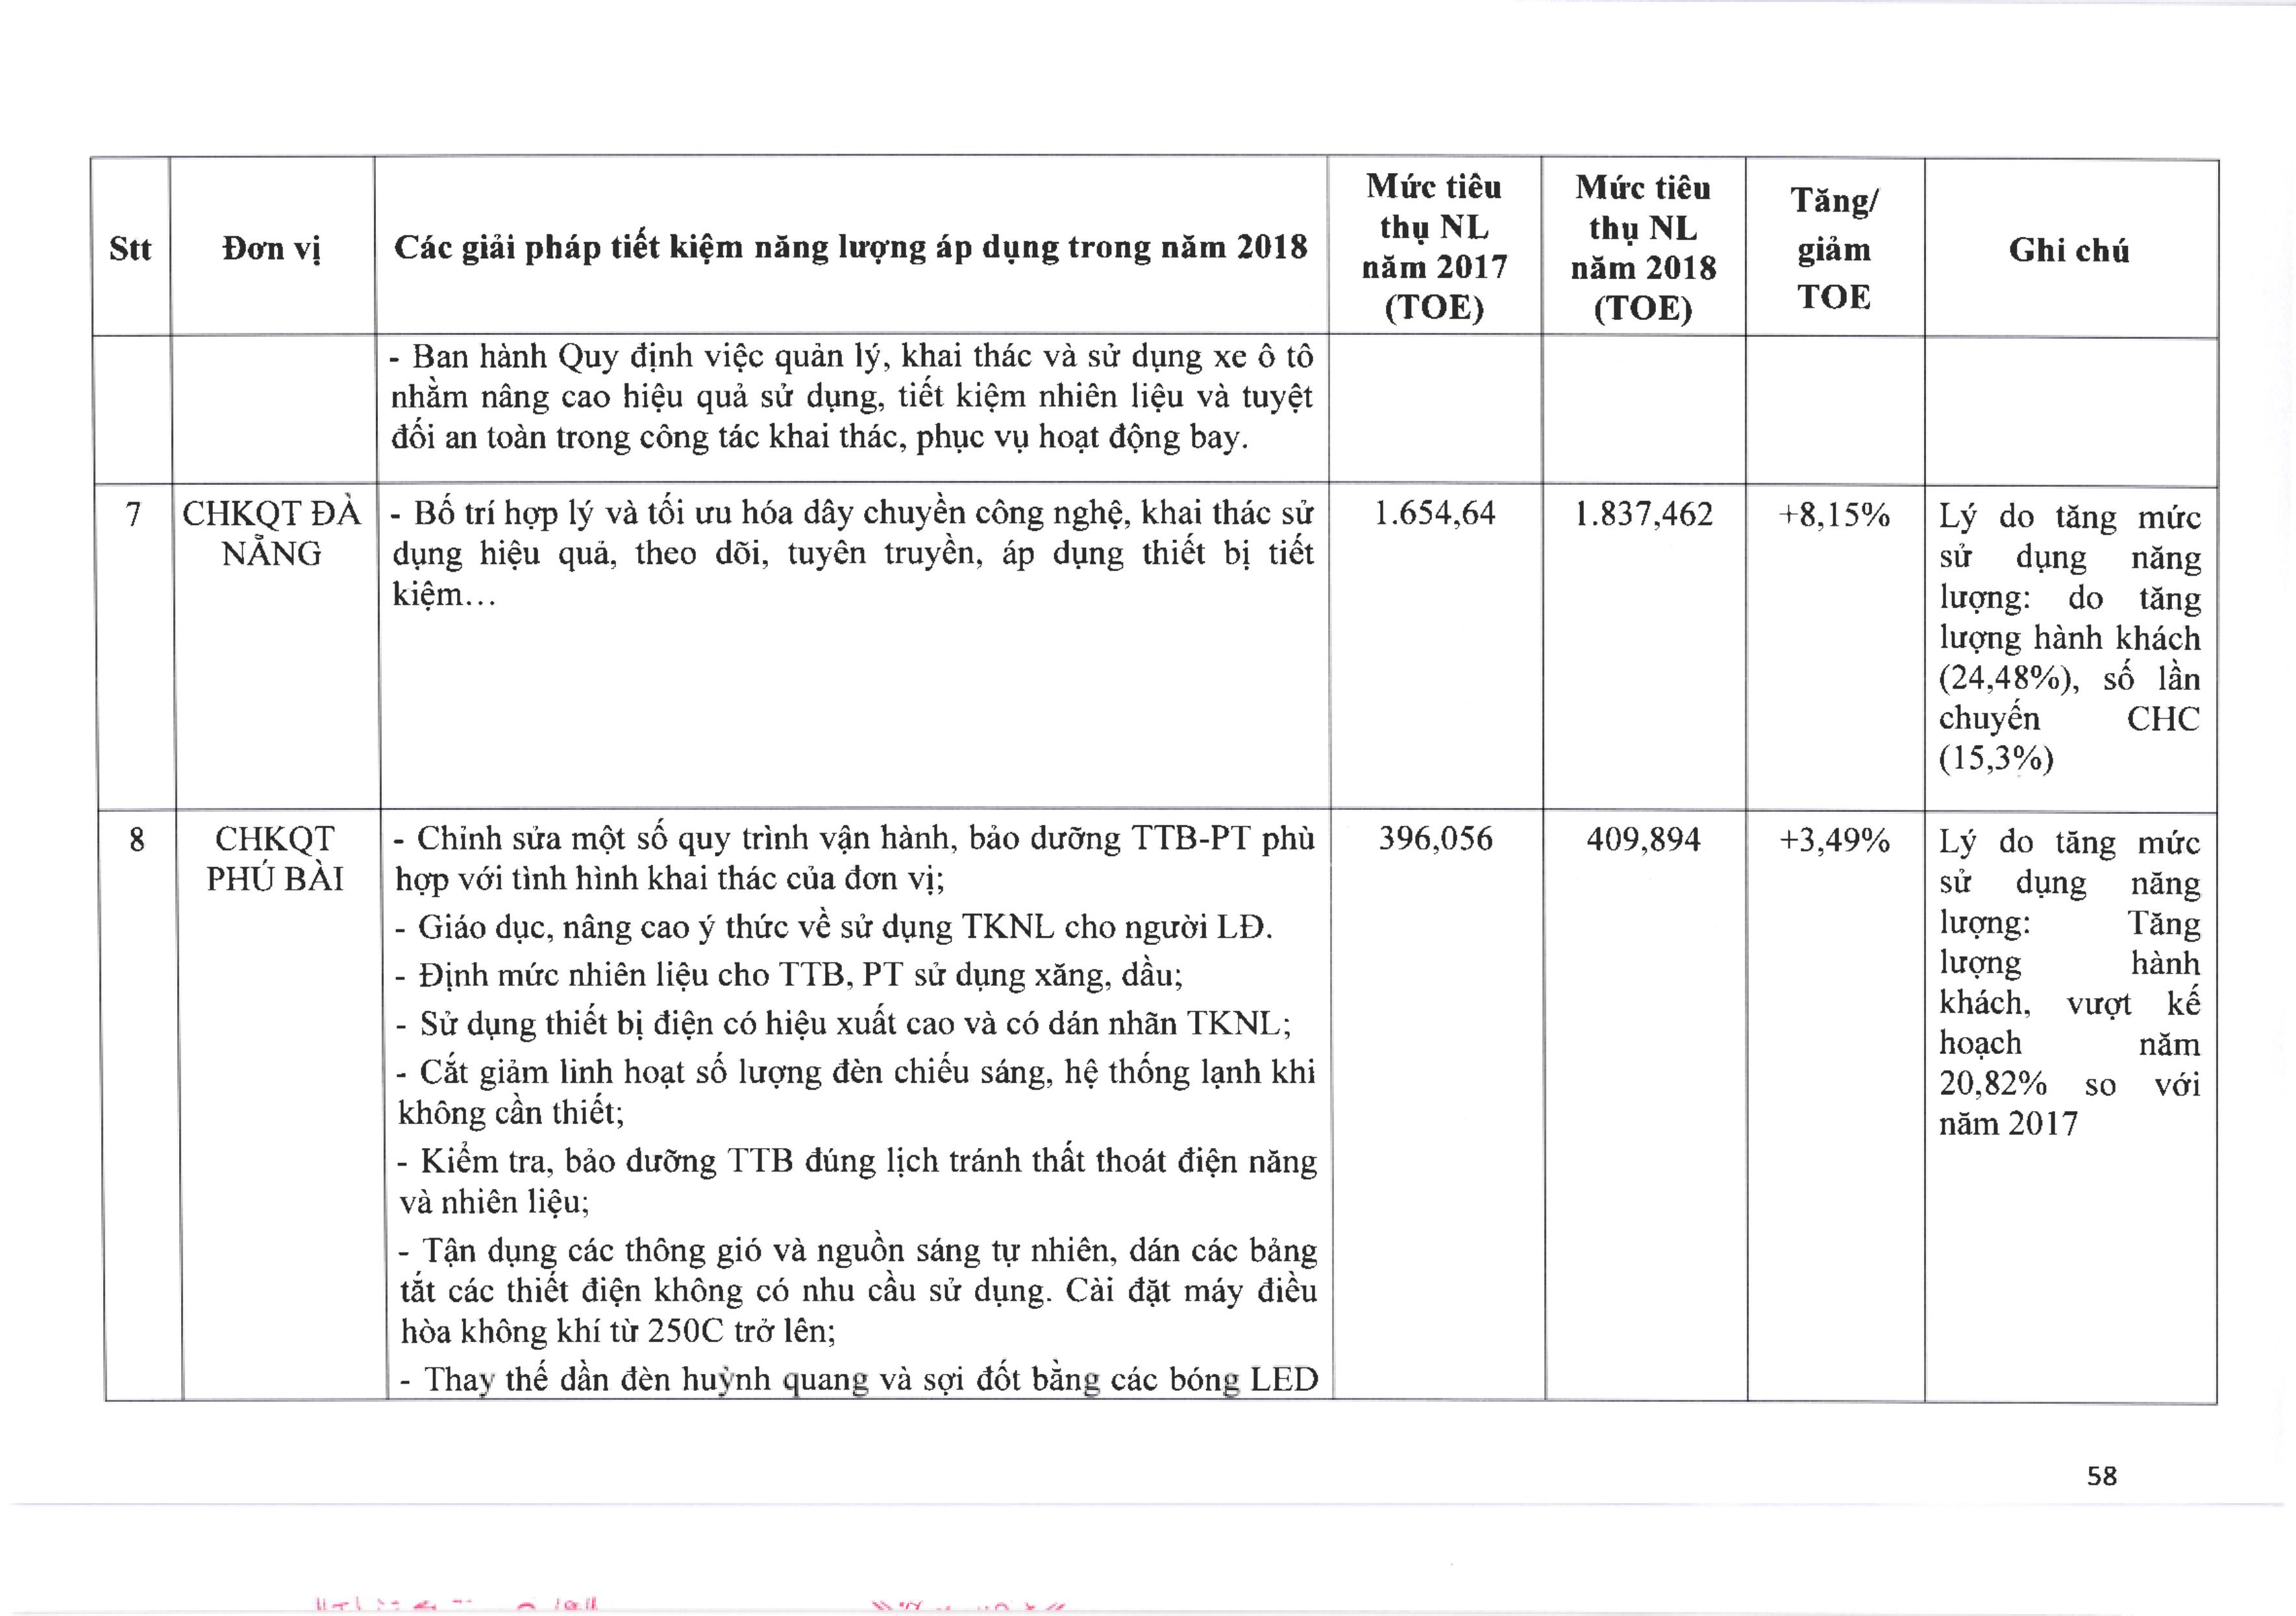 Stt
Đơn vị
Các giải pháp tiết kiệm năng lượng áp dụng trong năm 2018
Mức tiêu
thụ NL
năm 2017
(TOE)
Mức tiêu
thụ NL
năm 2018
(TOE)
Tăng/
giảm
TOE
Ghi chú
- Ban hành Quy định việc quản lý, khai thác và sử dụng xe ô tô
nhằm nâng cao hiệu quả sử dụng, tiết kiệm nhiên liệu và tuyệt
đối an toàn trong công tác khai thác, phục vụ hoạt động bay.
7
CHKQT ĐÀ
NẴNG
- Bố trí hợp lý và tối ưu hóa dây chuyền công nghệ, khai thác sử
dụng hiệu quả, theo dõi, tuyên truyền, áp dụng thiết bị tiết
kiệm...
1.654,64
1.837,462
+8,15%
Lý do tăng mức
sử dụng năng
lượng: do tăng
lượng hành khách
(24,48%), số lần
chuyến CHC
(15,3%)
8
CHKQT
PHÚ BÀI
- Chỉnh sửa một số quy trình vận hành, bảo dưỡng TTB-PT phù
hợp với tình hình khai thác của đơn vị;
- Giáo dục, nâng cao ý thức về sử dụng TKNL cho người LĐ.
- Định mức nhiên liệu cho TTB, PT sử dụng xăng, dầu;
- Sử dụng thiết bị điện có hiệu xuất cao và có dán nhãn TKNL;
- Cắt giảm linh hoạt số lượng đèn chiếu sáng, hệ thống lạnh khi
không cần thiết;
- Kiểm tra, bảo dưỡng TTB đúng lịch tránh thất thoát điện năng
và nhiên liệu;
- Tận dụng các thông gió và nguồn sáng tự nhiên, dán các bảng
tắt các thiết điện không có nhu cầu sử dụng. Cài đặt máy điều
hòa không khí từ 250C trở lên;
- Thay thế dần đèn huỳnh quang và sợi đốt bằng các bóng LED
396,056
409,894
+3,49%
Lý do tăng mức
sử dụng năng
lượng: Tăng
lượng hành
khách, vượt kế
hoạch năm
20,82% so với
năm 2017
58